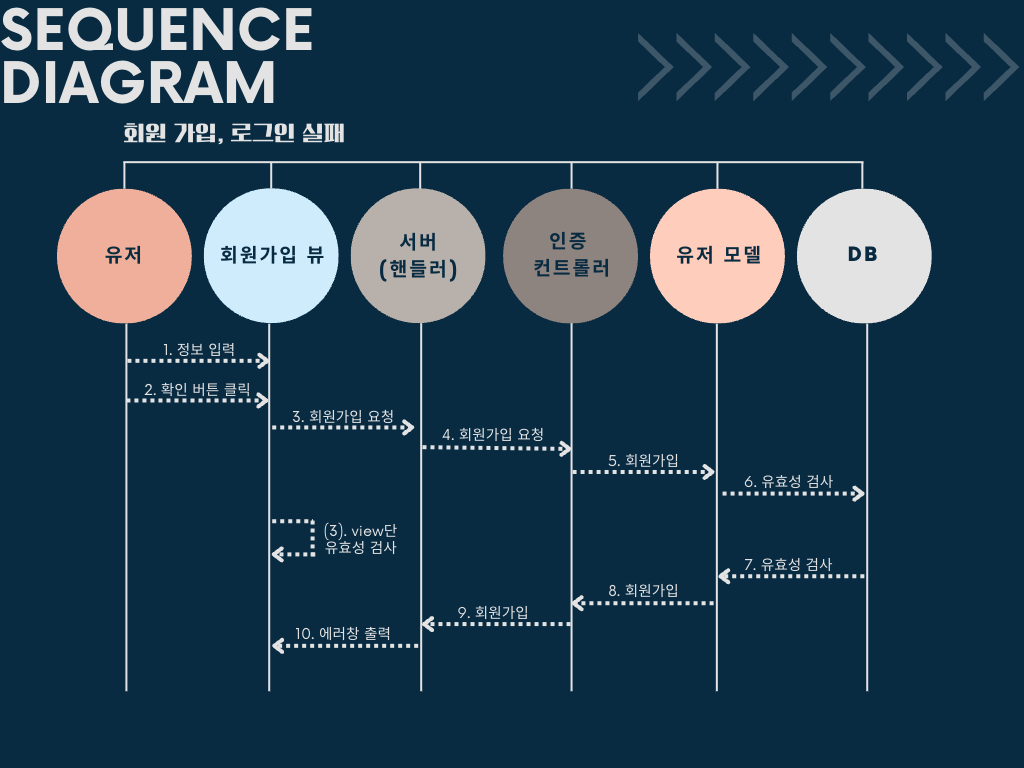 SEQUENCE
DIAGRAM
회원 가입, 로그인 실패
유저
회원가입 뷰
서버
(핸들러)
인증
컨트롤러
유저 모델
DB
1. 정보 입력
2. 확인 버튼 클릭
3. 회원가입 요청
4. 회원가입 요청
5. 회원가입
6. 유효성 검사
(3). view단
유효성 검사
7. 유효성 검사
8. 회원가입
9. 회원가입
10. 에러창 출력